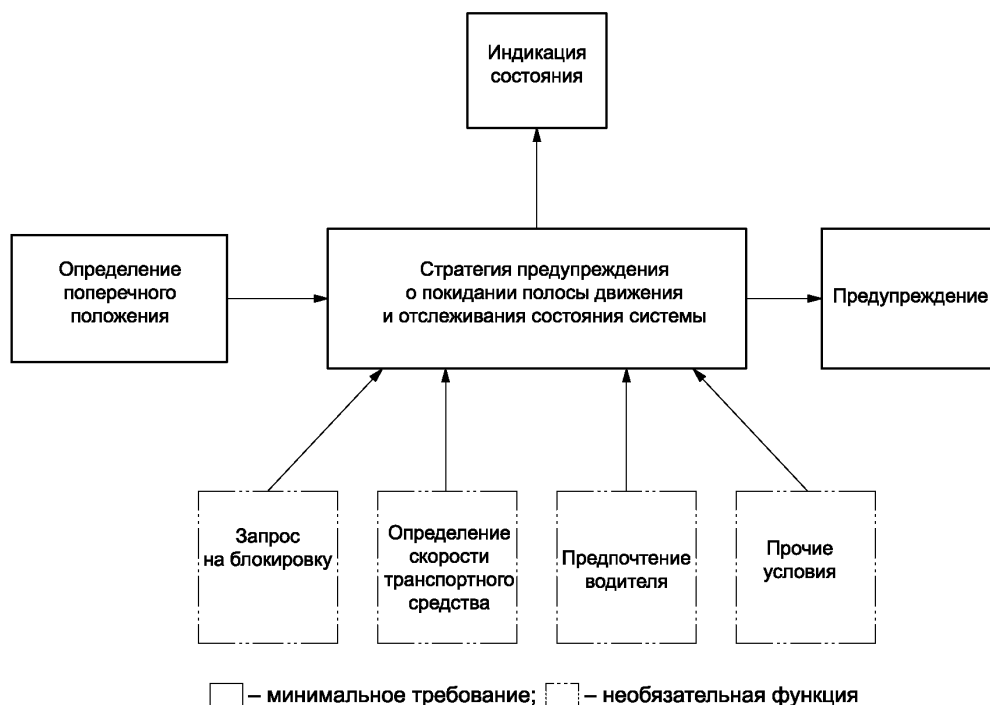 Индикация
состояния
Определение
поперечного
положения
Стратегия предупреждения
о покидании полосы движения
и отслеживания состояния системы
Предупреждение
Запрос
на блокировку
Определение
скорости
транспортного
средства
Предпочтение
водителя
Прочие
условия
– минимальное требование; – необязательная функция